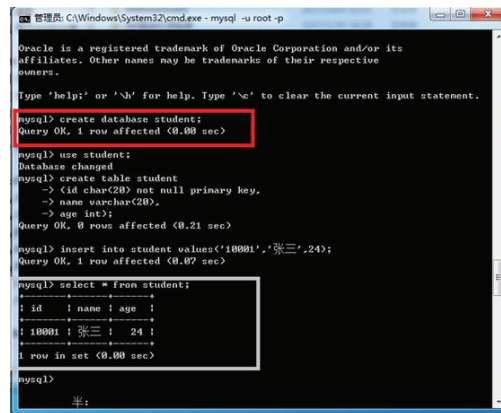 管理员: C:\Windows\System32\cmd.exe - mysql -u root -p
Oracle is a registered trademark of Oracle Corporation and/or its
affiliates. Other names may be trademarks of their respective
owners.
Type 'help;' or '\h' for help. Type '\c' to clear the current input statement.
mysql> create database student;
Query OK, 1 row affected (0.00 sec)
mysql> use student;
Database changed
mysql> create table student
-> (id char(20) not null primary key,
-> name varchar(20),
-> age int);
Query OK, 0 rows affected (0.21 sec)
mysql> insert into student values('10001','张三',24);
Query OK, 1 row affected (0.07 sec)
mysql> select * from student;
+-------+------+------+
| id | name | age |
+-------+------+------+
| 10001 | 张三 | 24 |
+-------+------+------+
1 row in set (0.00 sec)
mysql>
半: